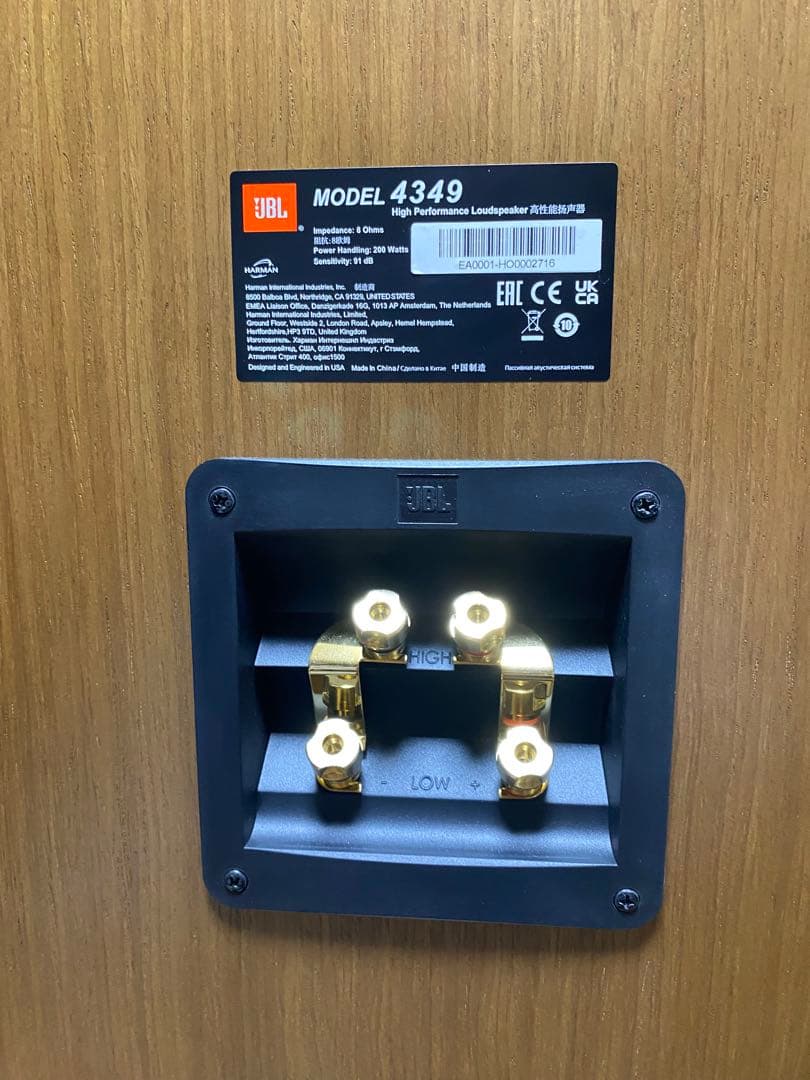 JBL
MODEL 4349
High Performance Loudspeaker 高性能扬声器
Impedance: 8 Ohms
阻抗: 8欧姆
Power Handling: 200 Watts
Sensitivity: 91 dB
EA0001-HO0002716
HARMAN
Harman International Industries, Inc. 制造商
8500 Balboa Blvd, Northridge, CA 91329, UNITED STATES
EMEA Liaison Office, Danzigerkade 16G, 1013 AP Amsterdam, The Netherlands
Harman International Industries, Limited,
Ground Floor, Westside 2, London Road, Apsley, Hemel Hempstead,
Hertfordshire,HP3 9TD, United Kingdom
Изготовитель. Харман Интернешнл Индастриз
Инкорпорейтед, США, 06901 Коннектикут, г Стэмфорд,
Атлантик Стрит 400, офис1500
Designed and Engineered in USA Made In China/Сделано в Китае 中国制造
Пассивная акустическая система
EAC CE UK
CA
10
JBL
HIGH
- LOW +